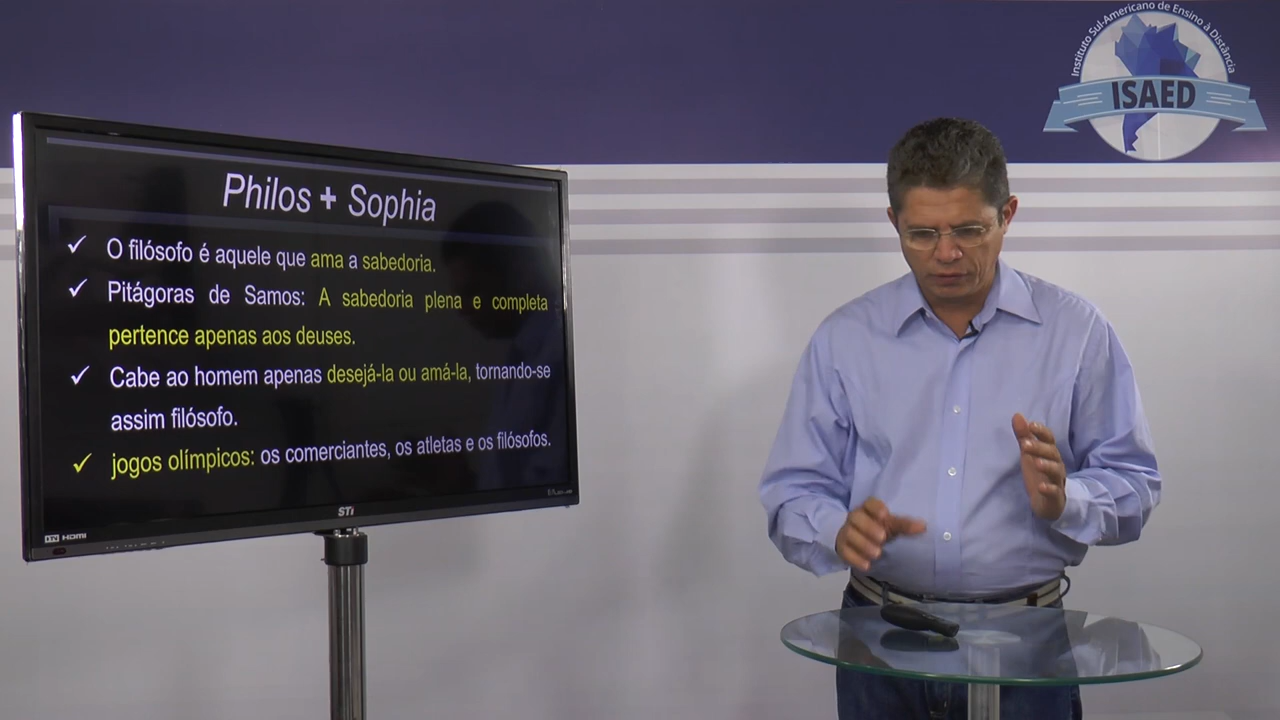 Instituto Sul-Americano de Ensino à Distância
ISAED
Philos + Sophia
✓ O filósofo é aquele que ama a sabedoria.
✓ Pitágoras de Samos: A sabedoria plena e completa
pertence apenas aos deuses.
✓ Cabe ao homem apenas desejá-la ou amá-la, tornando-se
assim filósofo.
✓ jogos olímpicos: os comerciantes, os atletas e os filósofos.
STi
DTV HDMI